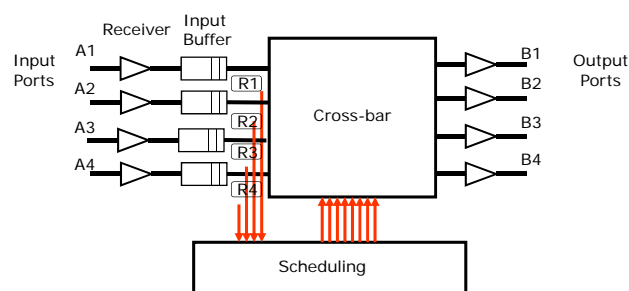 Input
Ports
Receiver
Input
Buffer
A1
A2
A3
A4
R1
R2
R3
R4
Cross-bar
B1
B2
B3
B4
Output
Ports
Scheduling